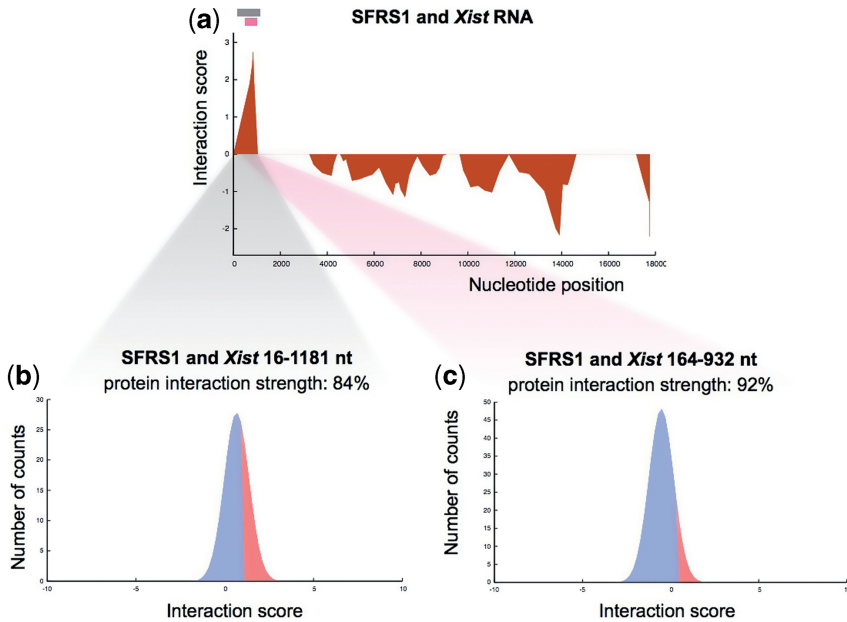 (a)
SFRS1 and Xist RNA
Interaction score
3
2
1
0
-1
-2
0 2000 4000 6000 8000 10000 12000 14000 16000 18000
Nucleotide position
(b)
SFRS1 and Xist 16-1181 nt
protein interaction strength: 84%
Number of counts
30
25
20
15
10
5
0
-10 -5 0 5 10
Interaction score
(c)
SFRS1 and Xist 164-932 nt
protein interaction strength: 92%
Number of counts
50
45
40
35
30
25
20
15
10
5
0
-10 -5 0 5 10
Interaction score